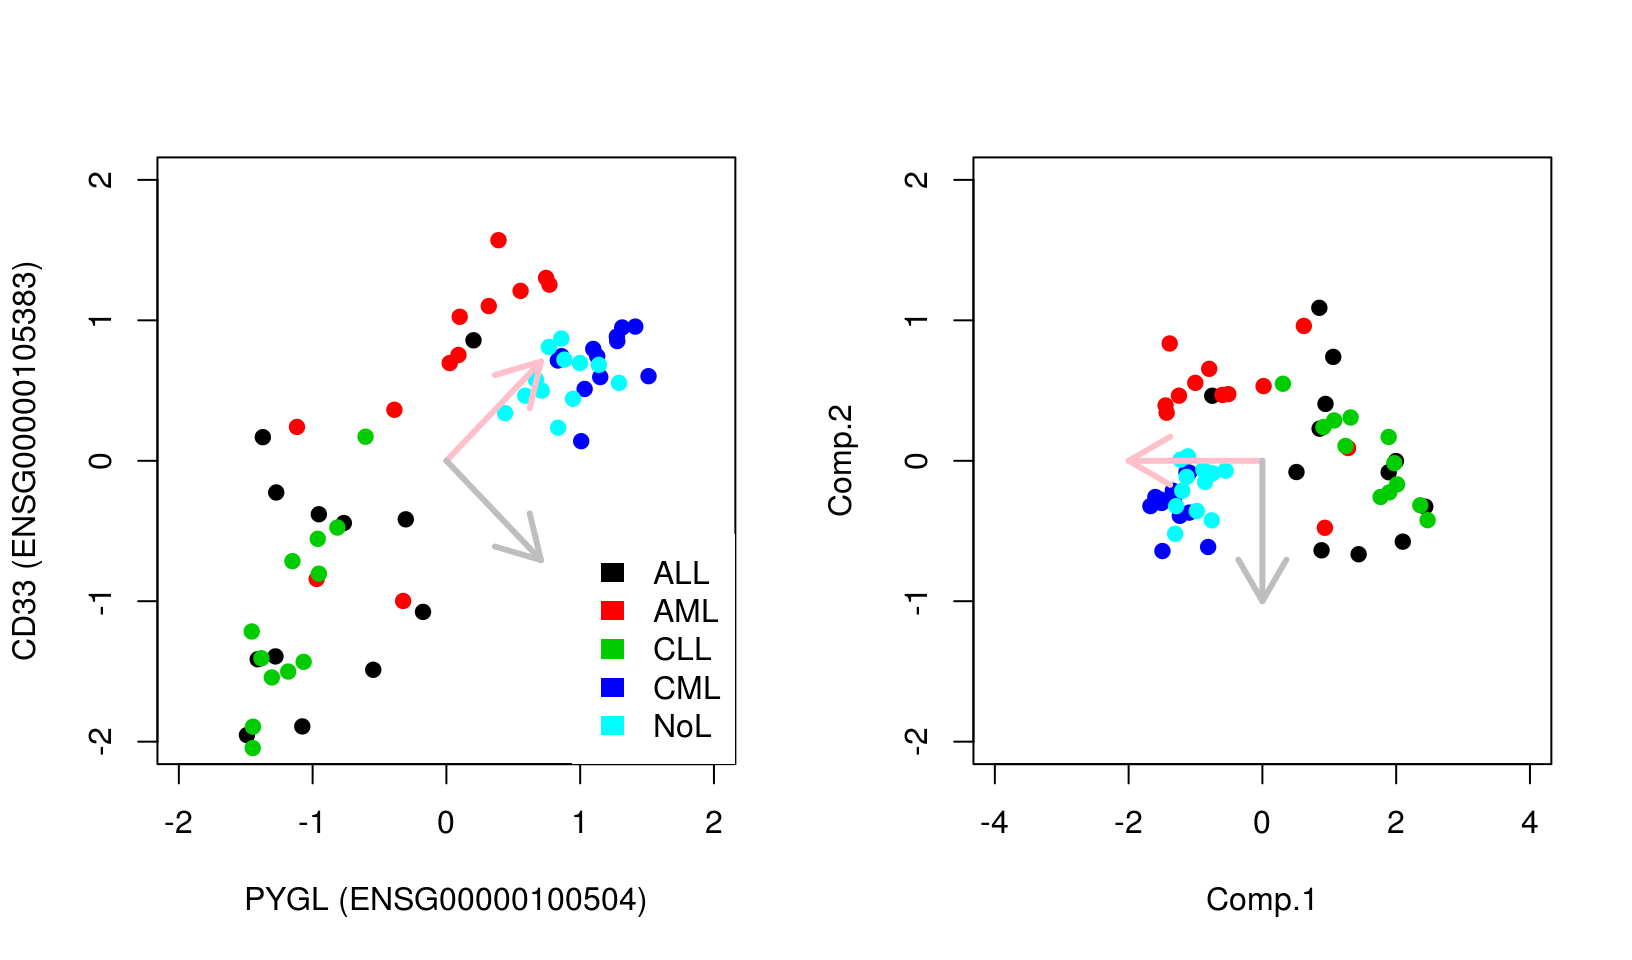 2
1
0
-1
-2
CD33 (ENSG00000105383)
-2
-1
0
1
2
PYGL (ENSG00000100504)
ALL
AML
CLL
CML
NoL
2
1
0
-1
-2
Comp.2
-4
-2
0
2
4
Comp.1